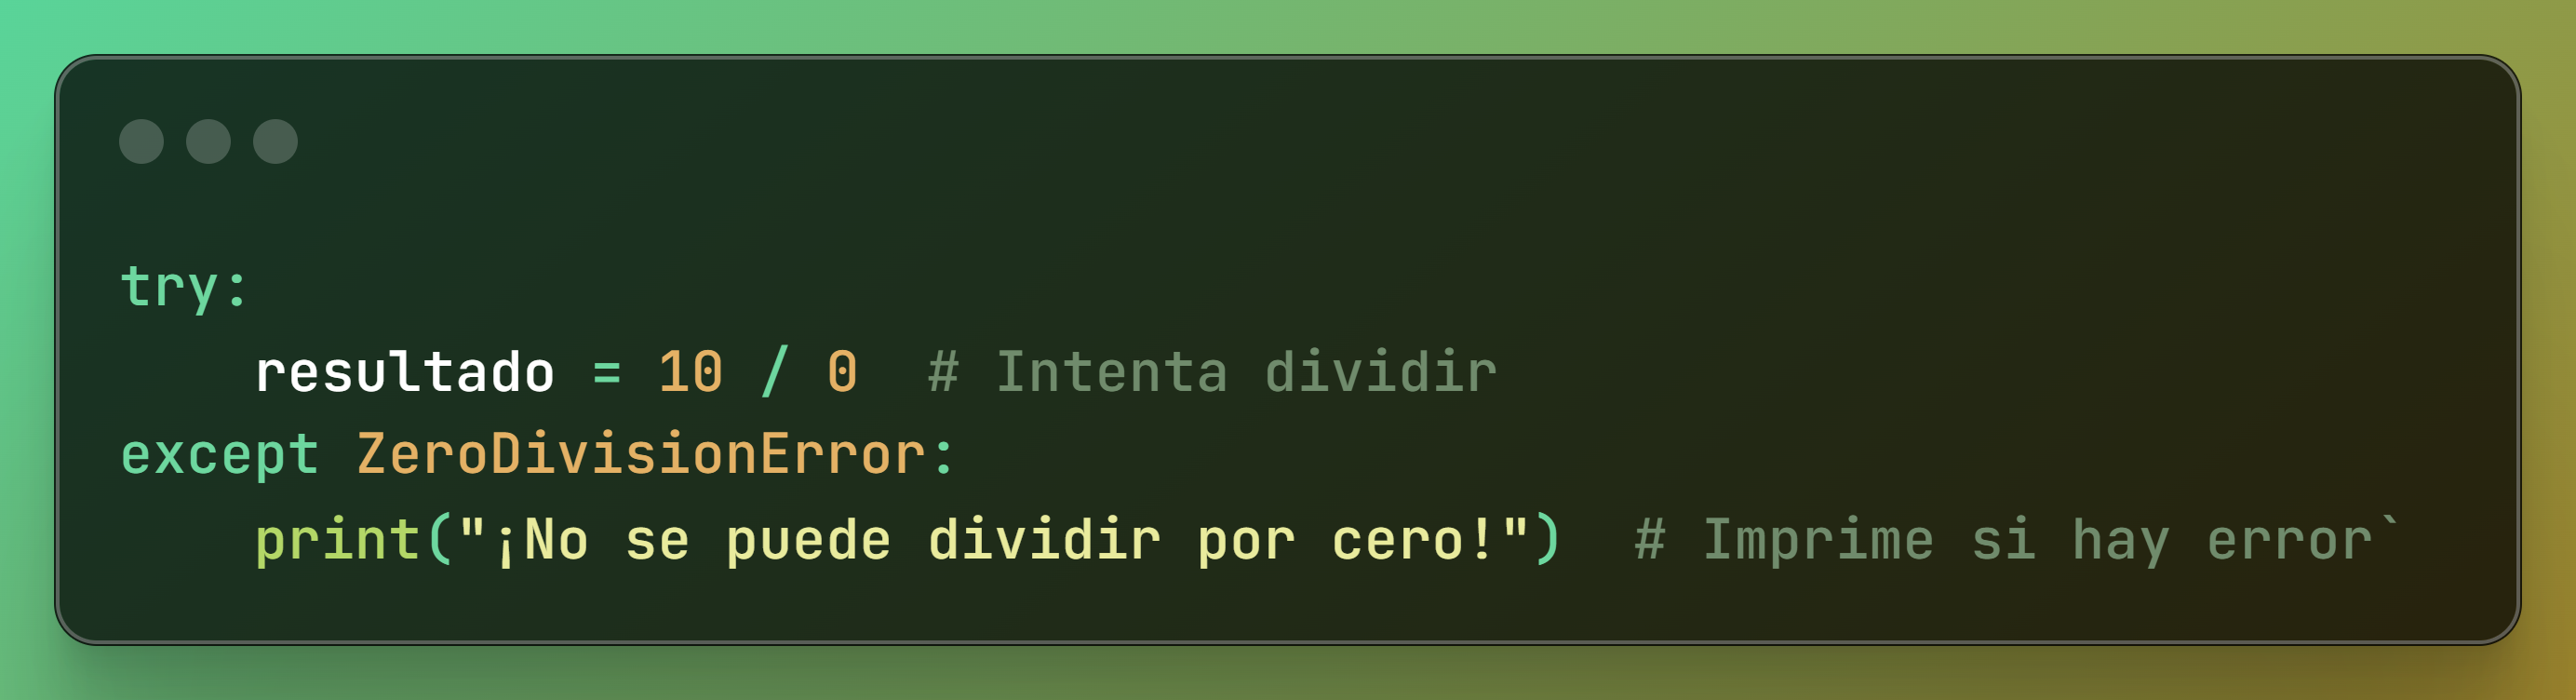 try:
    resultado = 10 / 0  # Intenta dividir
except ZeroDivisionError:
    print("¡No se puede dividir por cero!")  # Imprime si hay error`